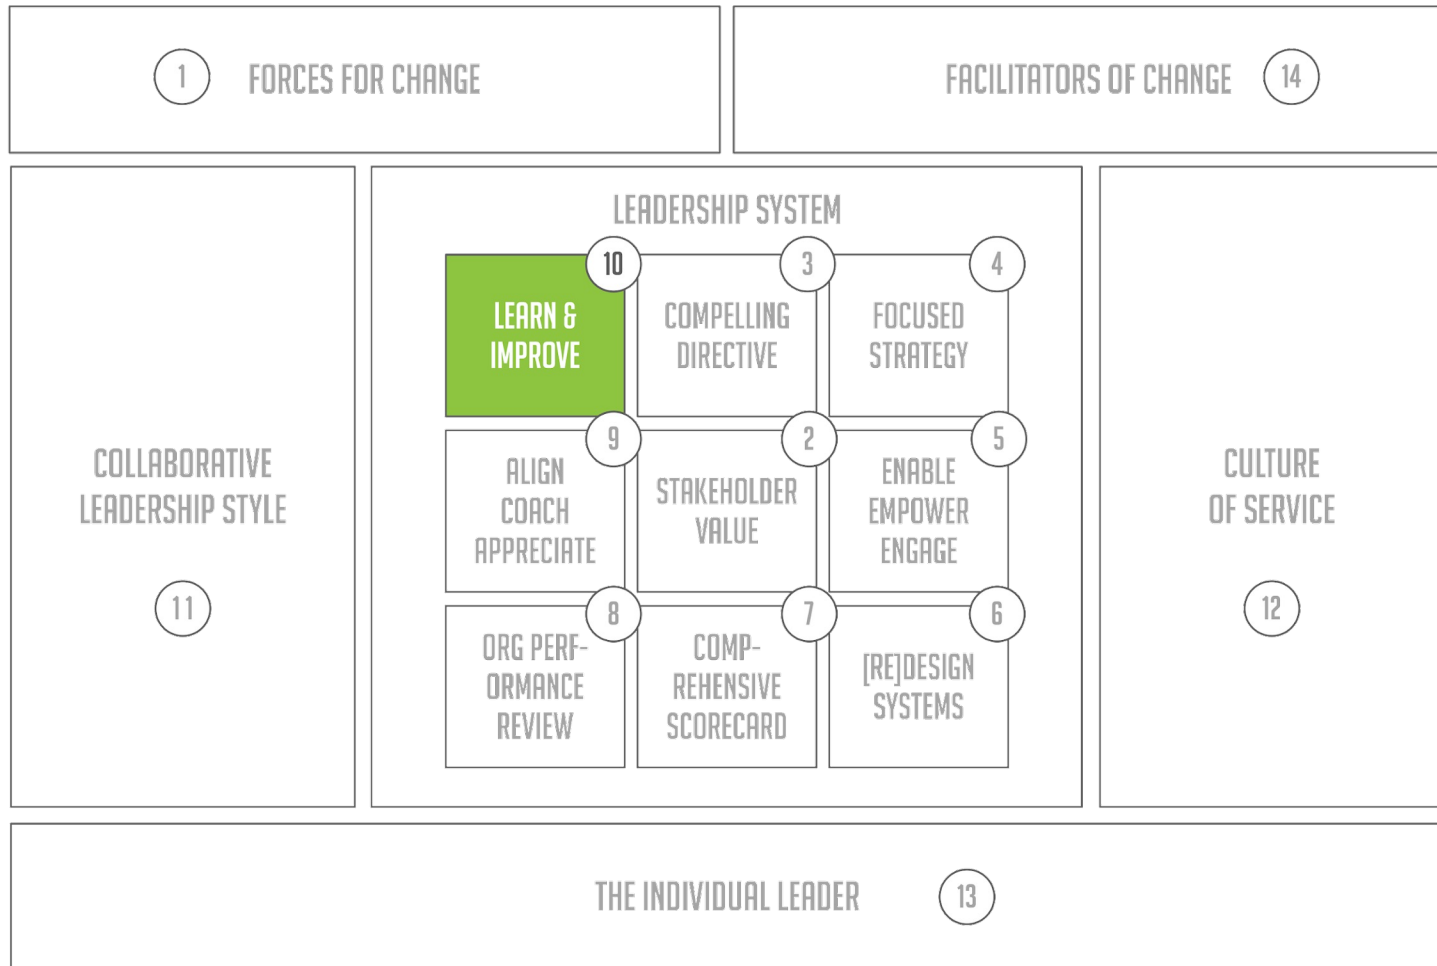 1 FORCES FOR CHANGE
FACILITATORS OF CHANGE 14
LEADERSHIP SYSTEM
10
LEARN &
IMPROVE
3
COMPELLING
DIRECTIVE
4
FOCUSED
STRATEGY
9
ALIGN
COACH
APPRECIATE
2
STAKEHOLDER
VALUE
5
ENABLE
EMPOWER
ENGAGE
8
ORG PERF-
ORMANCE
REVIEW
7
COMP-
REHENSIVE
SCORECARD
6
[RE]DESIGN
SYSTEMS
COLLABORATIVE
LEADERSHIP STYLE
11
CULTURE
OF SERVICE
12
THE INDIVIDUAL LEADER 13